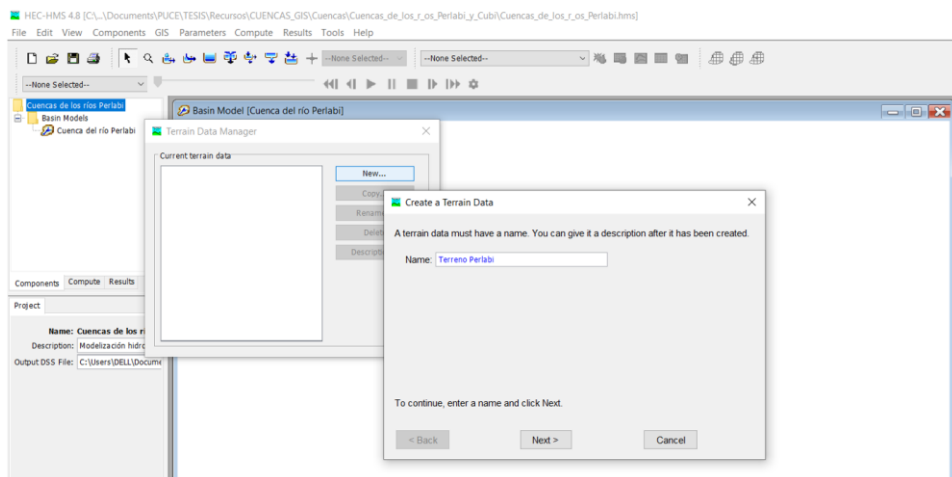 HEC-HMS 4.8 [C:\...\Documents\PUCE\TESIS\Recursos\CUENCAS_GIS\Cuencas\Cuencas_de_los_r_os_Perlabi_y_Cubi\Cuencas_de_los_r_os_Perlabi.hms]
File Edit View Components GIS Parameters Compute Results Tools Help
--None Selected-- --None Selected--
--None Selected--
Cuencas de los ríos Perlabi
Basin Models
Cuenca del río Perlabi
Basin Model [Cuenca del río Perlabi]
Terrain Data Manager
Current terrain data
New...
Copy
Renam
Delet
Descripti
Create a Terrain Data
A terrain data must have a name. You can give it a description after it has been created.
Name: Terreno Perlabi
To continue, enter a name and click Next.
< Back Next > Cancel
Components Compute Results
Project
Name: Cuencas de los rí
Description: Modelización hidro
Output DSS File: C:\Users\DELL\Docume